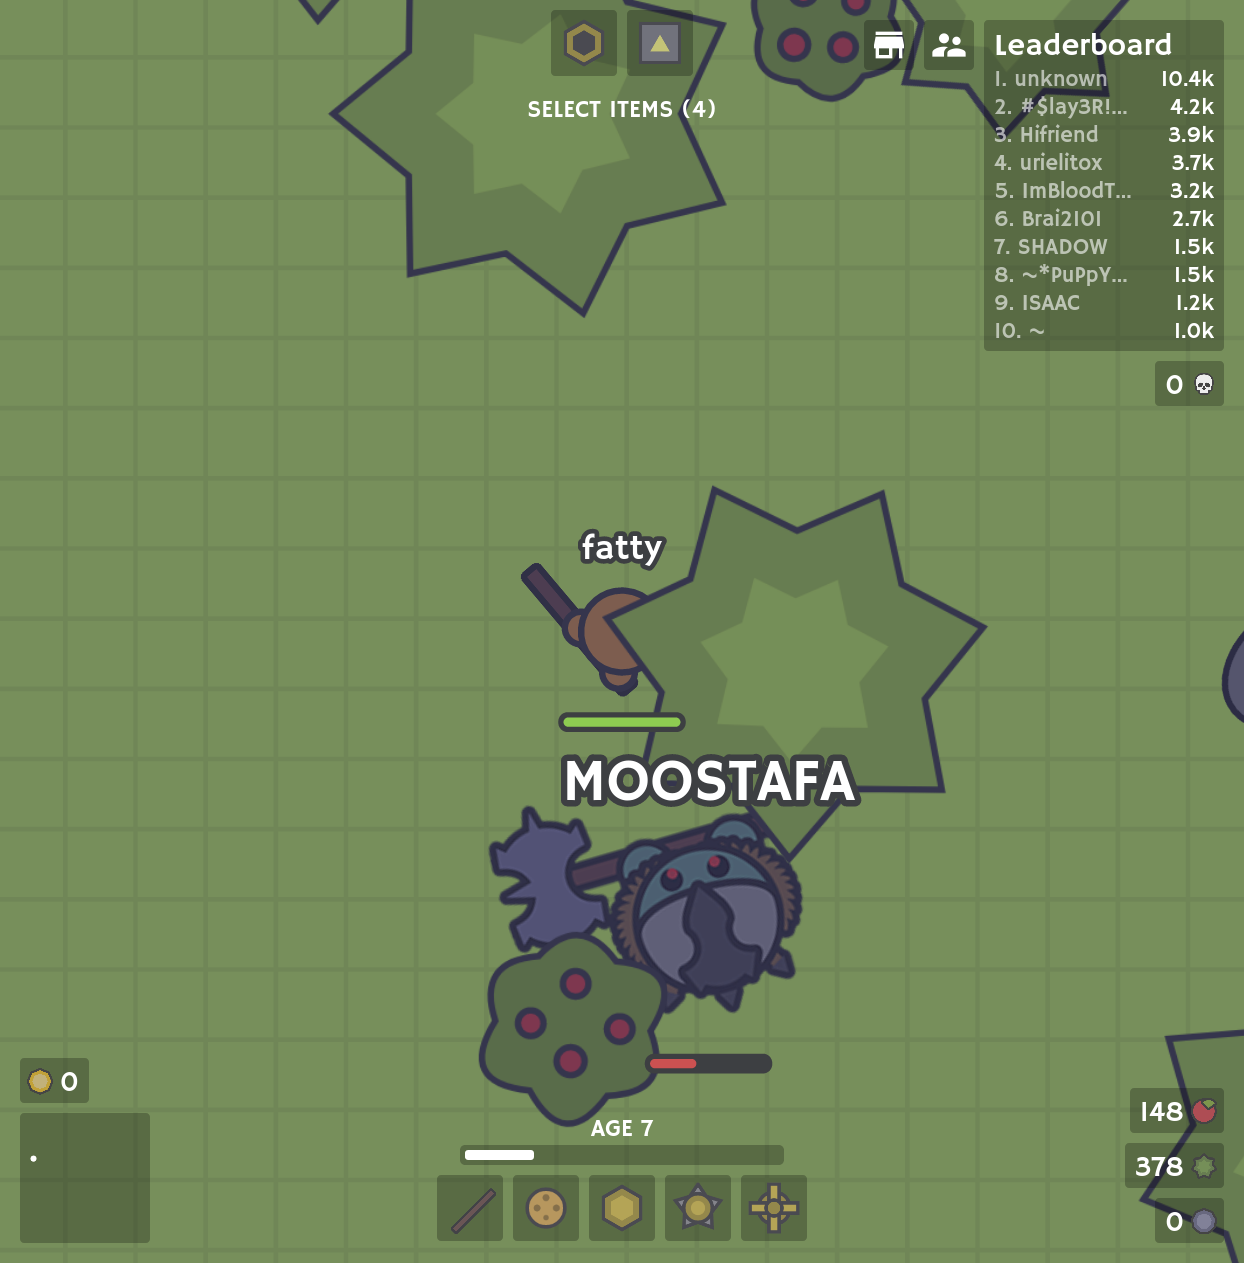 SELECT ITEMS (4)
Leaderboard
1. unknown 10.4k
2. #$lay3R!... 4.2k
3. Hifriend 3.9k
4. urielitox 3.7k
5. ImBloodT... 3.2k
6. Brai2101 2.7k
7. SHADOW 1.5k
8. ~*PuPpY... 1.5k
9. ISAAC 1.2k
10. ~ 1.0k
0
fatty
MOOSTAFA
0
148
AGE 7
378
0